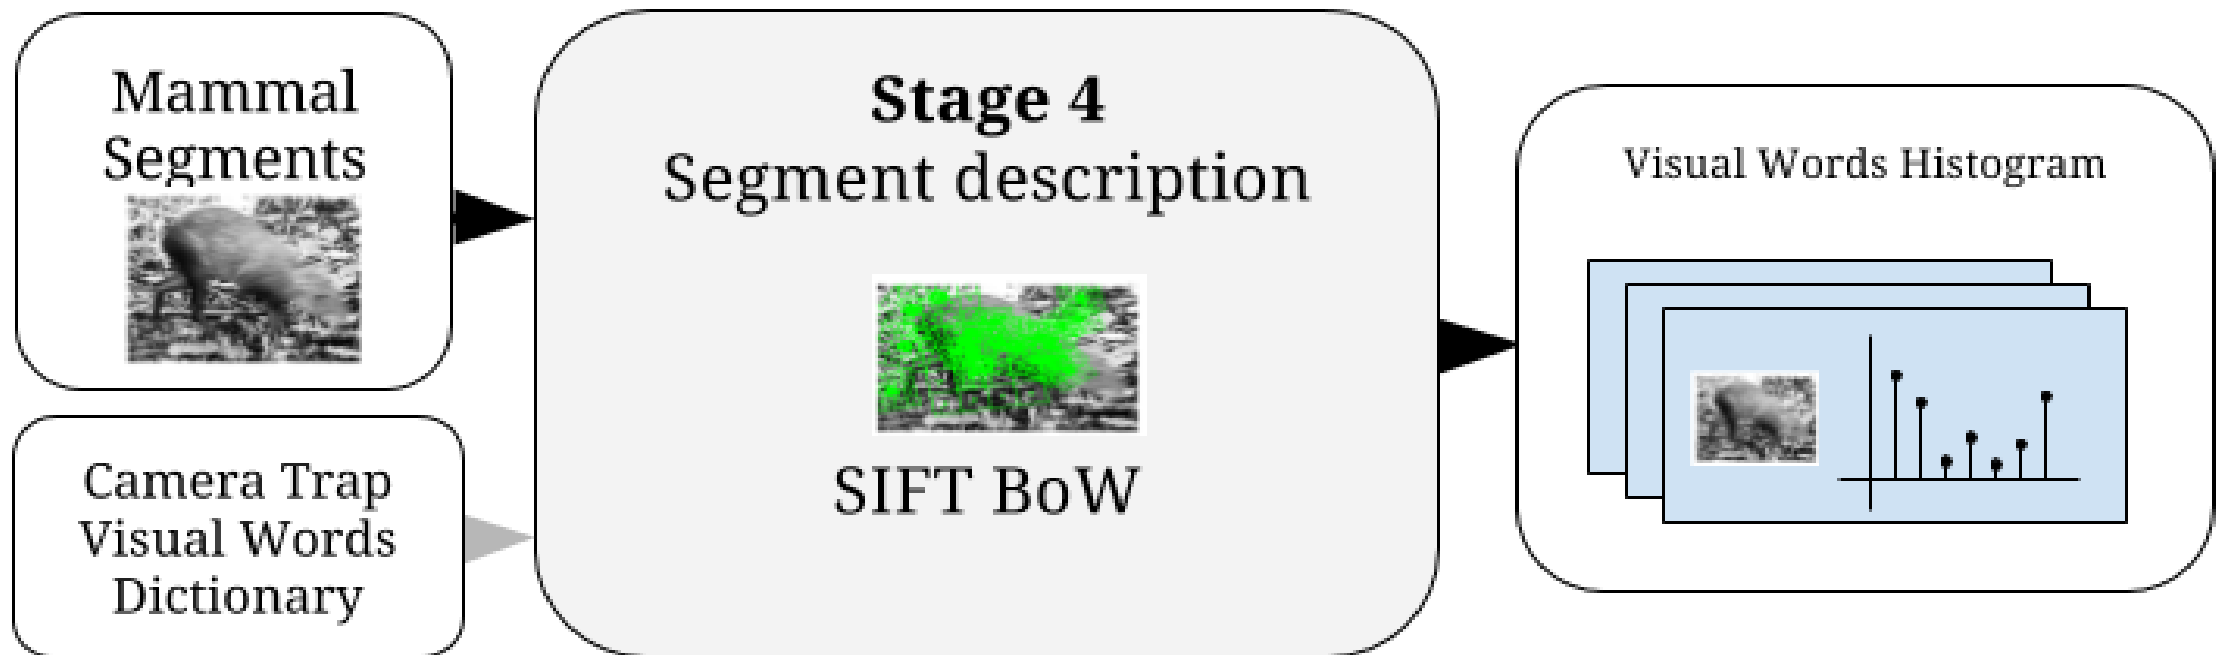 Mammal
Segments
Camera Trap
Visual Words
Dictionary
Stage 4
Segment description
SIFT BoW
Visual Words Histogram